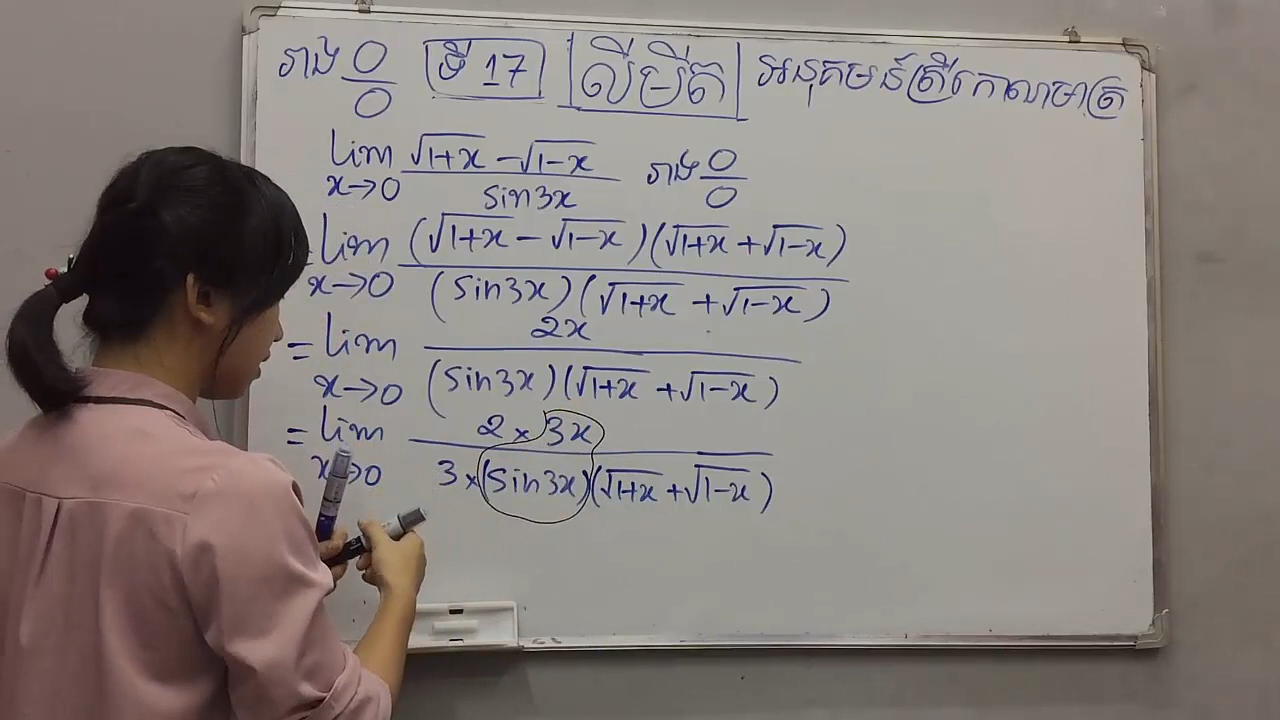 រាង 0/0 ទី 17 លីមីត អនុគមន៍ត្រីកោណមាត្រ
lim x→0 (√1+x − √1−x)/(sin3x) រាង 0/0
= lim x→0 ((√1+x − √1−x)(√1+x + √1−x))/((sin3x)(√1+x + √1−x))
= lim x→0 2x/((sin3x)(√1+x + √1−x))
= lim x→0 (2 × 3x)/(3 × (sin3x)(√1+x + √1−x))